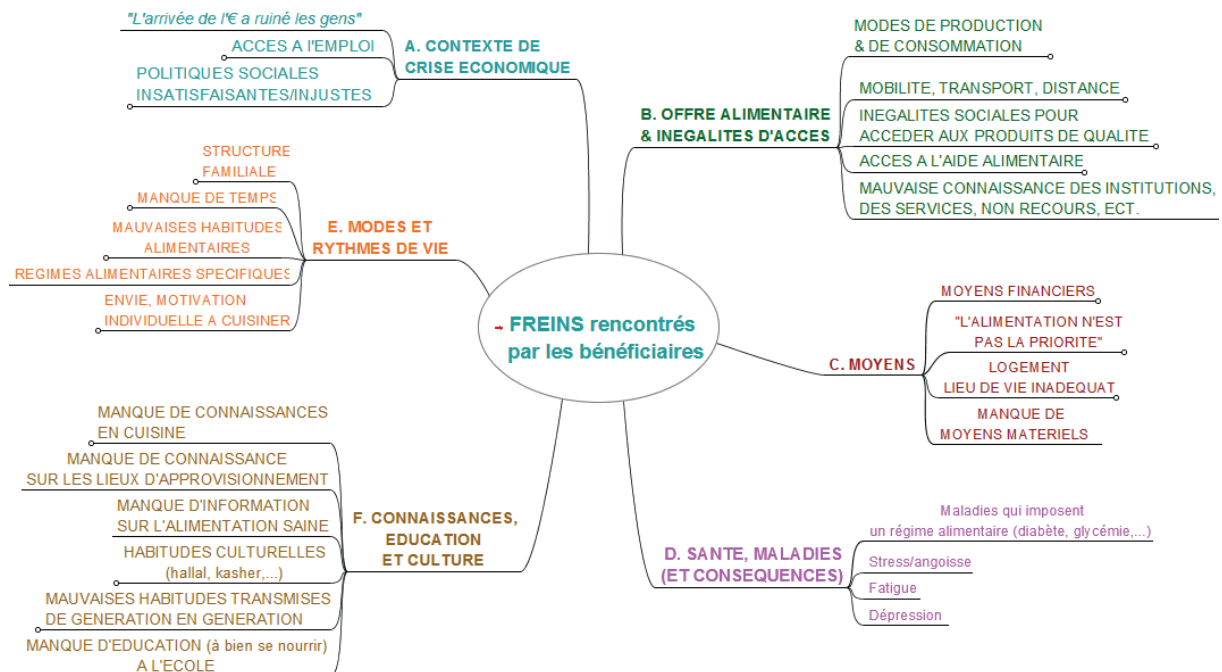 "L'arrivée de l'€ a ruiné les gens"
ACCES A l'EMPLOI
POLITIQUES SOCIALES
INSATISFAISANTES/INJUSTES
A. CONTEXTE DE
CRISE ECONOMIQUE
MODES DE PRODUCTION
& DE CONSOMMATION
MOBILITE, TRANSPORT, DISTANCE
INEGALITES SOCIALES POUR
ACCEDER AUX PRODUITS DE QUALITE
ACCES A L'AIDE ALIMENTAIRE
MAUVAISE CONNAISSANCE DES INSTITUTIONS,
DES SERVICES, NON RECOURS, ECT.
B. OFFRE ALIMENTAIRE
& INEGALITES D'ACCES
STRUCTURE
FAMILIALE
MANQUE DE TEMPS
MAUVAISES HABITUDES
ALIMENTAIRES
REGIMES ALIMENTAIRES SPECIFIQUES
ENVIE, MOTIVATION
INDIVIDUELLE A CUISINER
E. MODES ET
RYTHMES DE VIE
FREINS rencontrés
par les bénéficiaires
C. MOYENS
MOYENS FINANCIERS
"L'ALIMENTATION N'EST
PAS LA PRIORITE"
LOGEMENT
LIEU DE VIE INADEQUAT
MANQUE DE
MOYENS MATERIELS
MANQUE DE CONNAISSANCES
EN CUISINE
MANQUE DE CONNAISSANCE
SUR LES LIEUX D'APPROVISIONNEMENT
MANQUE D'INFORMATION
SUR L'ALIMENTATION SAINE
HABITUDES CULTURELLES
(hallal, kasher,...)
MAUVAISES HABITUDES TRANSMISES
DE GENERATION EN GENERATION
MANQUE D'EDUCATION (à bien se nourrir)
A L'ECOLE
F. CONNAISSANCES,
EDUCATION
ET CULTURE
D. SANTE, MALADIES
(ET CONSEQUENCES)
Maladies qui imposent
un régime alimentaire (diabète, glycémie,...)
Stress/angoisse
Fatigue
Dépression